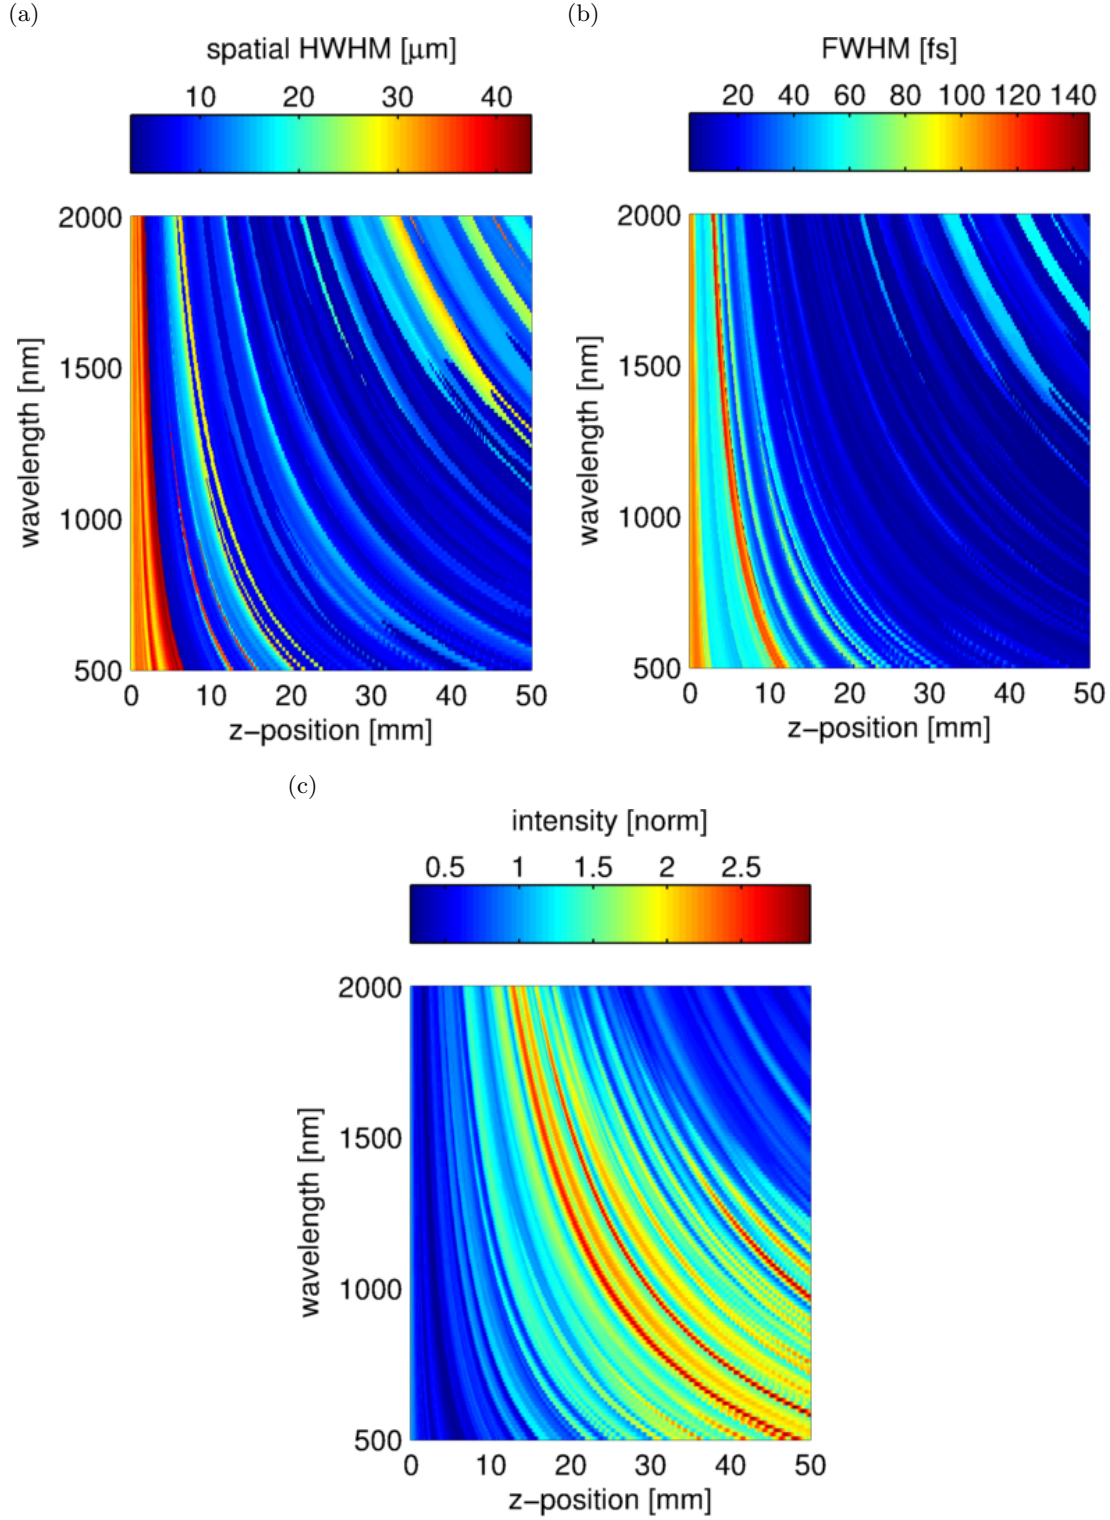 (a)
spatial HWHM [μm]
10 20 30 40
2000
1500
1000
500
wavelength [nm]
0 10 20 30 40 50
z−position [mm]
(b)
FWHM [fs]
20 40 60 80 100 120 140
2000
1500
1000
500
wavelength [nm]
0 10 20 30 40 50
z−position [mm]
(c)
intensity [norm]
0.5 1 1.5 2 2.5
2000
1500
1000
500
wavelength [nm]
0 10 20 30 40 50
z−position [mm]